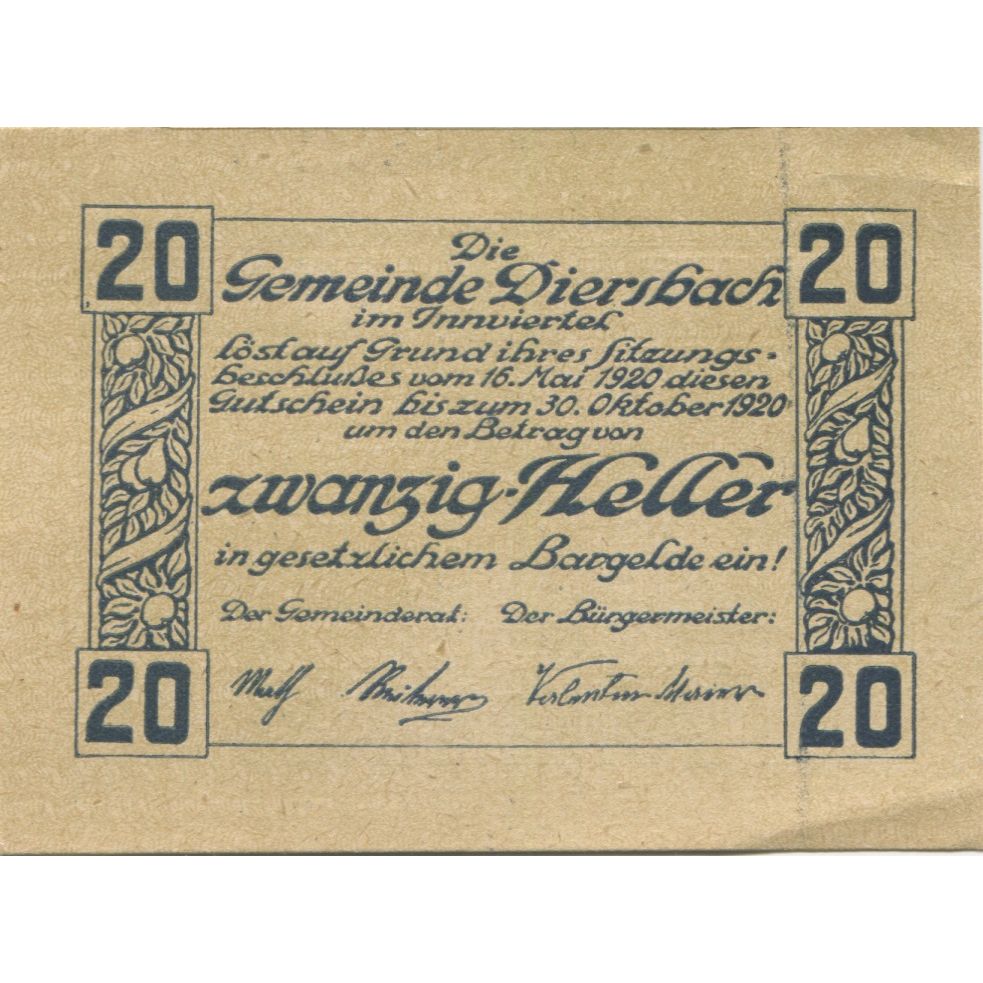 20 20
Die
Gemeinde Diersbach
im Innviertel
löst auf Grund ihres Sitzungs-
beschlußes vom 16. Mai 1920 diesen
Gutschein bis zum 30. Oktober 1920
um den Betrag von
zwanzig-Heller
in gesetzlichem Bargelde ein!
Der Gemeinderat: Der Bürgermeister:
Valentin Maier
20 20